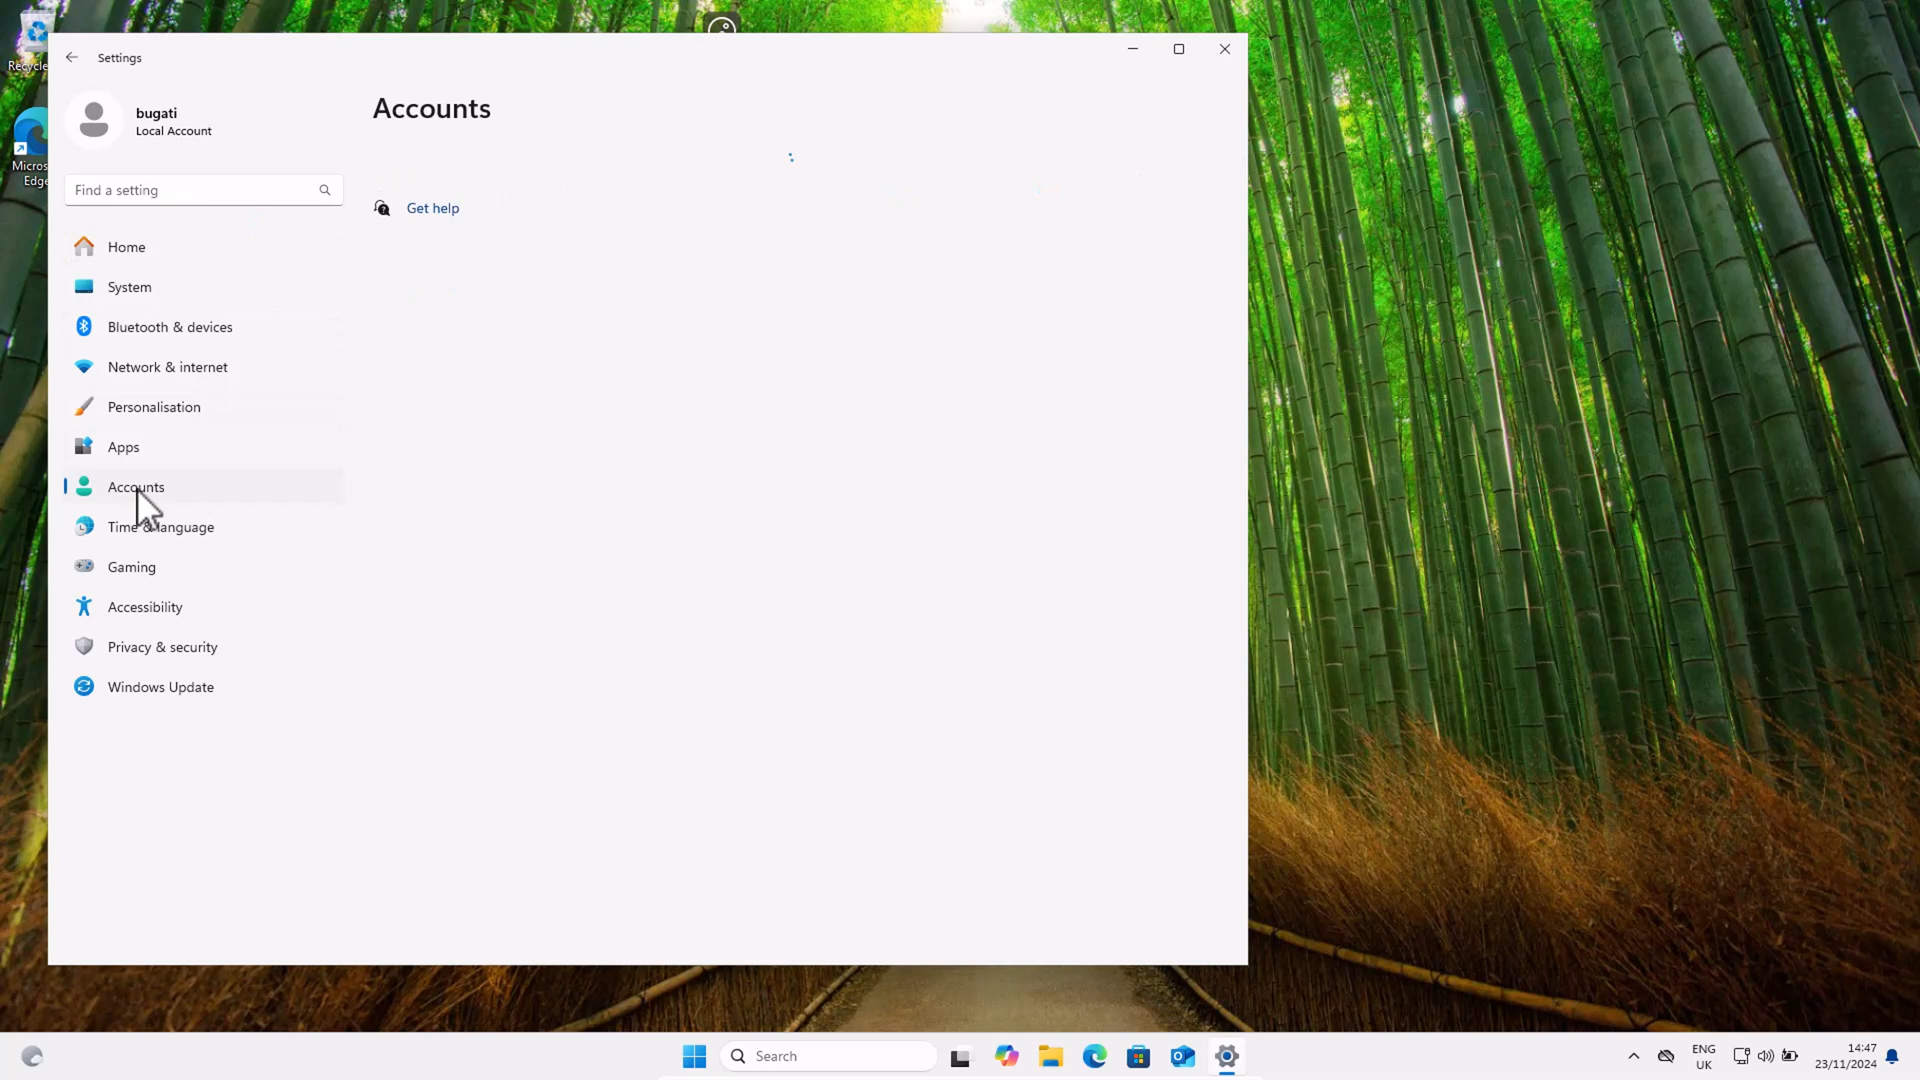 Recycle
Micros
Edge
Settings
bugati
Local Account
Find a setting
Home
System
Bluetooth & devices
Network & internet
Personalisation
Apps
Accounts
Time & language
Gaming
Accessibility
Privacy & security
Windows Update
Accounts
Get help
Search
ENG
UK
14:47
23/11/2024